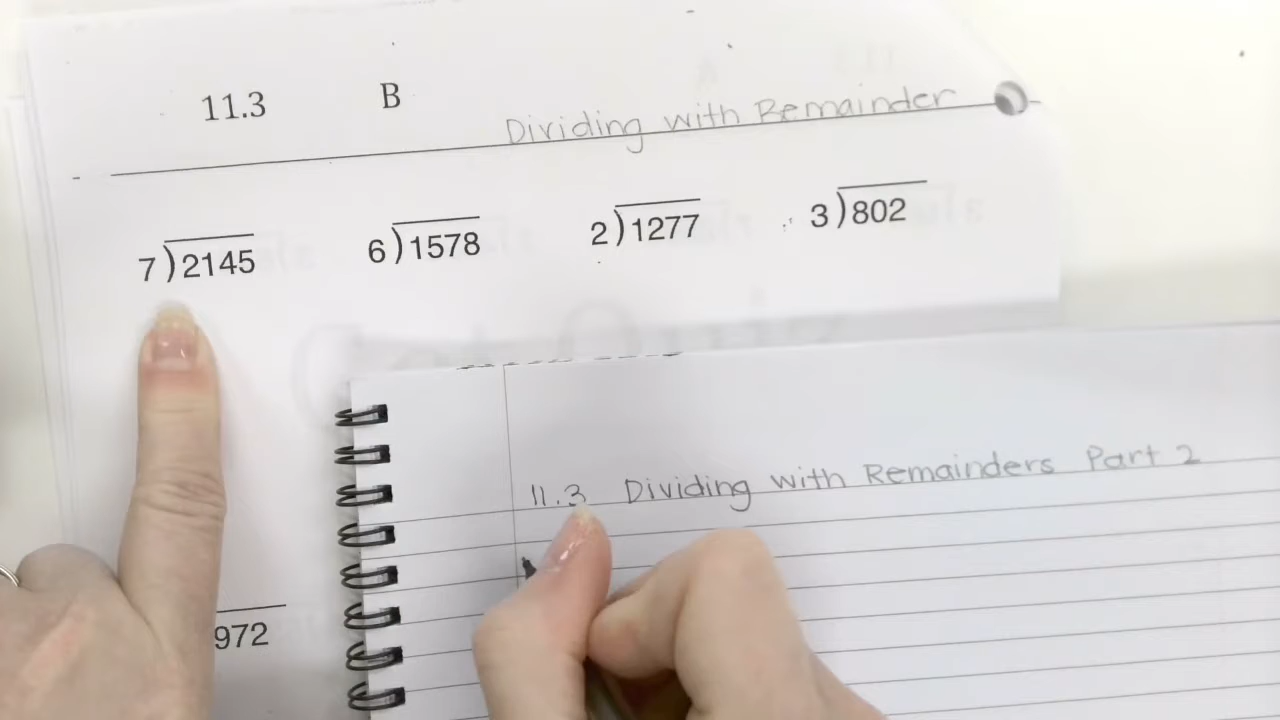 11.3 B Dividing with Remainder
7)2145 6)1578 2)1277 3)802
11.3 Dividing with Remainders Part 2
972